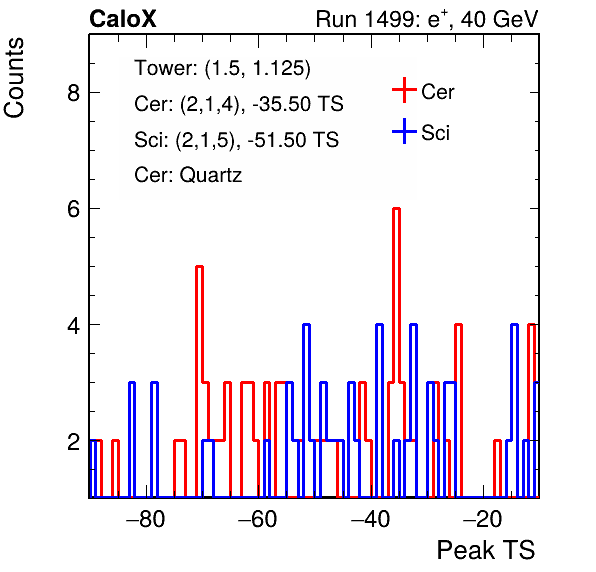 CaloX Run 1499: e⁺, 40 GeV
Counts
Tower: (1.5, 1.125)
Cer: (2,1,4), -35.50 TS
Sci: (2,1,5), -51.50 TS
Cer: Quartz
Cer
Sci
8
6
4
2
−80 −60 −40 −20
Peak TS